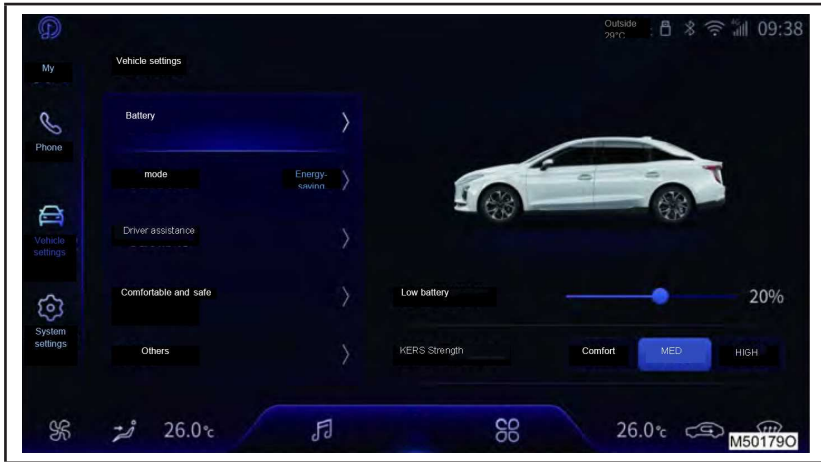 Outside
29°C
4G
09:38
My
Vehicle settings
Battery
Phone
mode
Energy-
saving
Vehicle
settings
Driver assistance
Comfortable and safe
Low battery
20%
System
settings
Others
KERS Strength
Comfort
MED
HIGH
26.0°c
26.0°c
M50179O